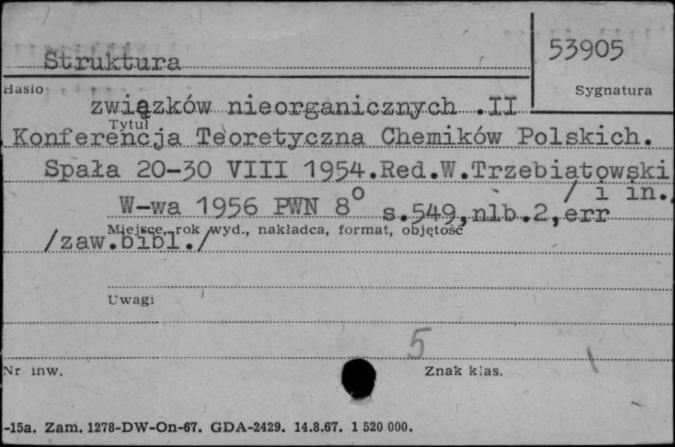 53905
Struktura
Hasło
Sygnatura
związków nieorganicznych .II
Tytuł
Konferencja Teoretyczna Chemików Polskich.
Spała 20-30 VIII 1954.Red.W.Trzebiatowski
/ i in./
W-wa 1956 PWN 8° s.549,nlb.2,err
Miejsce, rok wyd., nakładca, format, objętość
/zaw.bibl./
Uwagi
5
Nr inw.
Znak klas.
-15a. Zam. 1278-DW-On-67. GDA-2429. 14.8.67. 1 520 000.